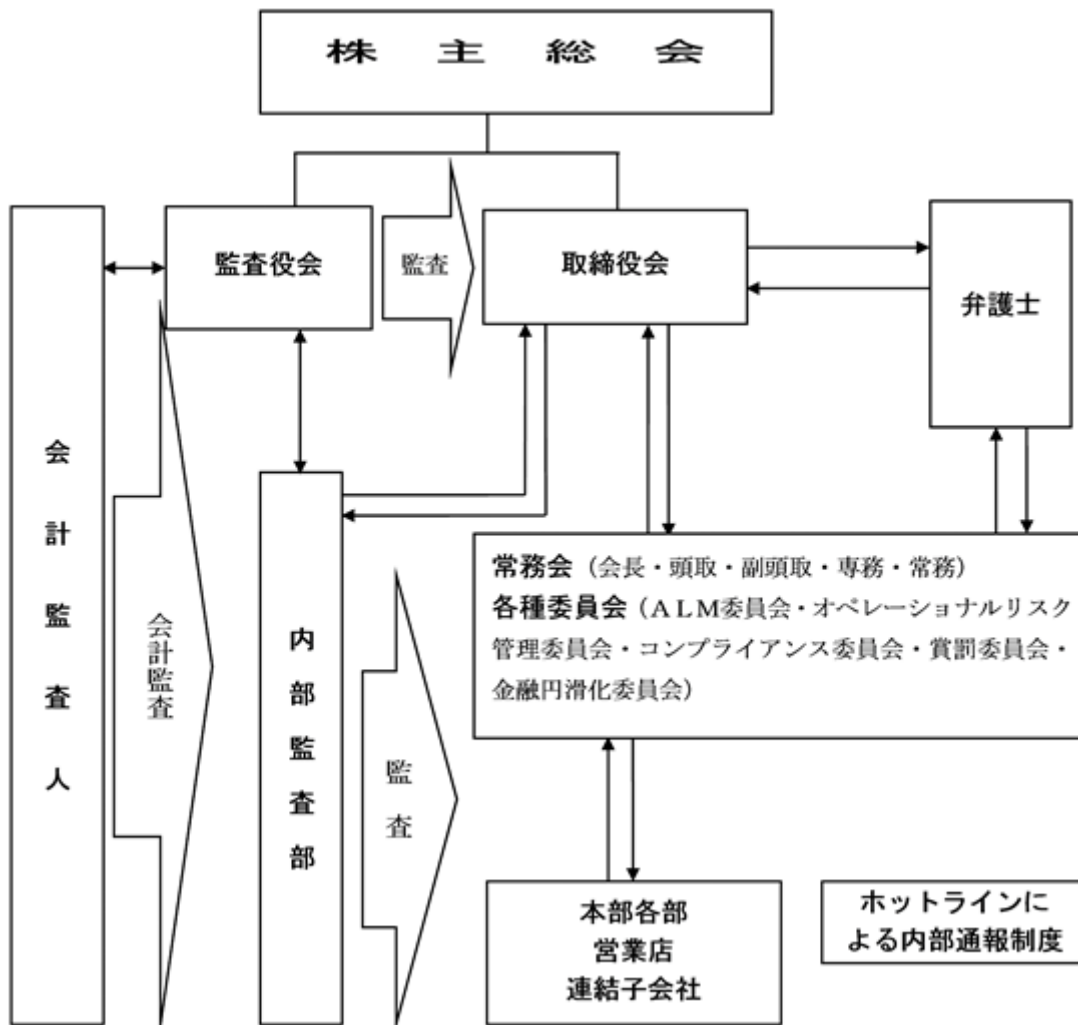 株主総会
監査役会
監査
取締役会
弁護士
会計監査人
会計監査
内部監査部
監査
常務会（会長・頭取・副頭取・専務・常務）
各種委員会（ＡＬＭ委員会・オペレーショナルリスク
管理委員会・コンプライアンス委員会・賞罰委員会・
金融円滑化委員会）
本部各部
営業店
連結子会社
ホットラインに
よる内部通報制度